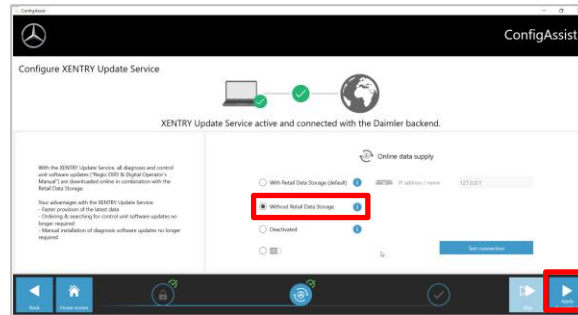 ConfigAssist
ConfigAssist
Configure XENTRY Update Service
XENTRY Update Service active and connected with the Daimler backend.
Online data supply
With the XENTRY Update Service, all diagnosis and control
unit software updates ("Regio DVD & Digital Operator's
Manual") are downloaded online in combination with the
Retail Data Storage.
Your advantages with the XENTRY Update Service:
- Faster provision of the latest data
- Ordering & searching for control unit software updates no
longer required
- Manual installation of diagnosis software updates no longer
required
With Retail Data Storage (default)
IP address / name
127.0.0.1
Without Retail Data Storage
Deactivated
Test connection
Back
Home screen
Skip
Apply